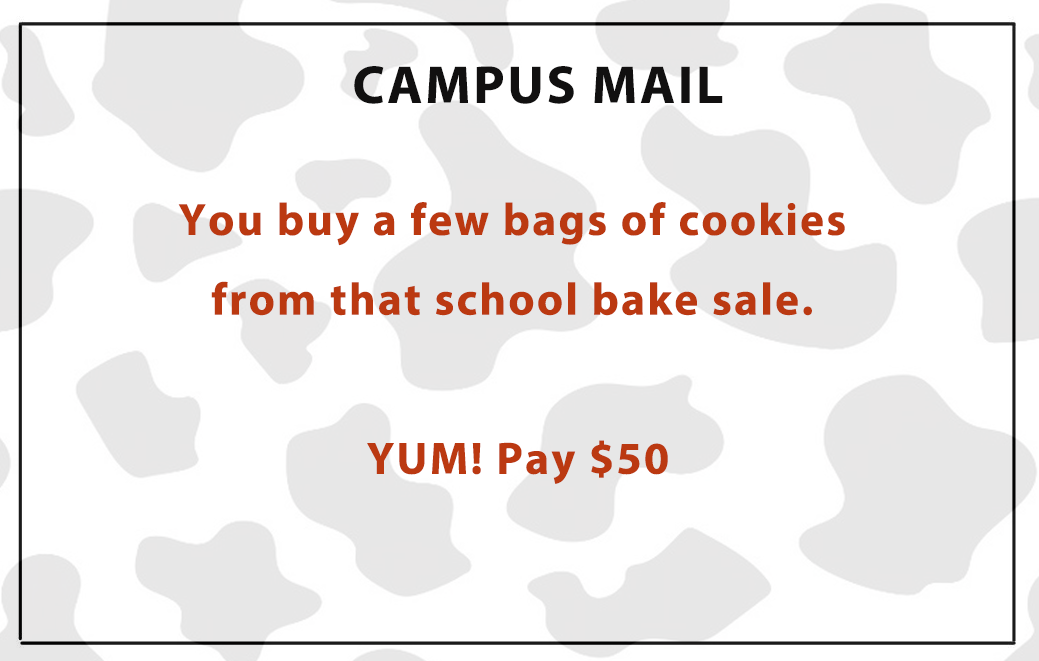 CAMPUS MAIL
You buy a few bags of cookies
from that school bake sale.
YUM! Pay $50